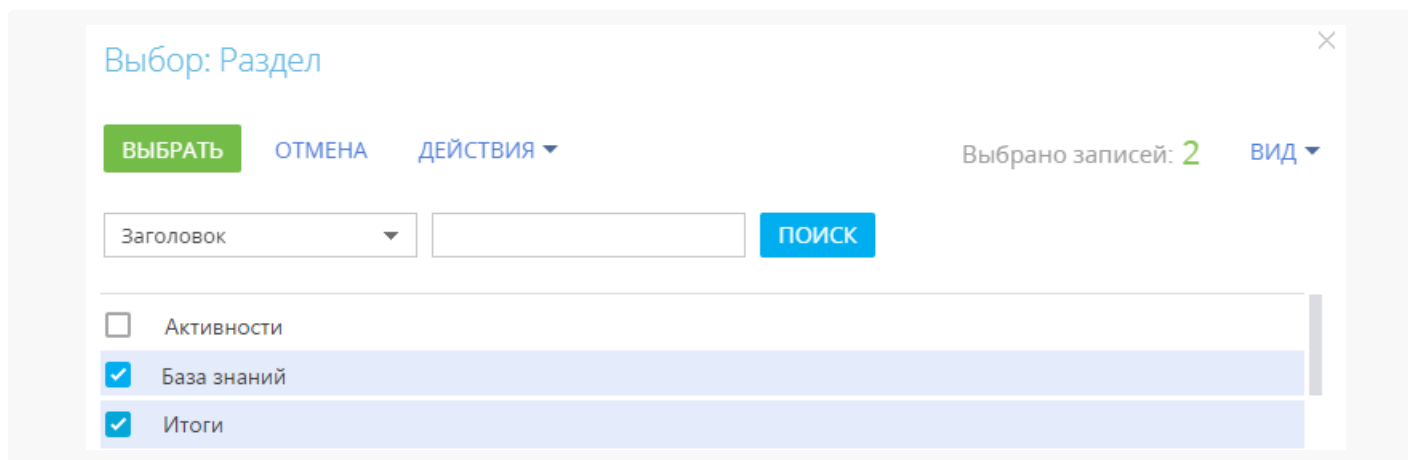 Выбор: Раздел
ВЫБРАТЬ ОТМЕНА ДЕЙСТВИЯ Выбрано записей: 2 ВИД
Заголовок ПОИСК
Активности
База знаний
Итоги